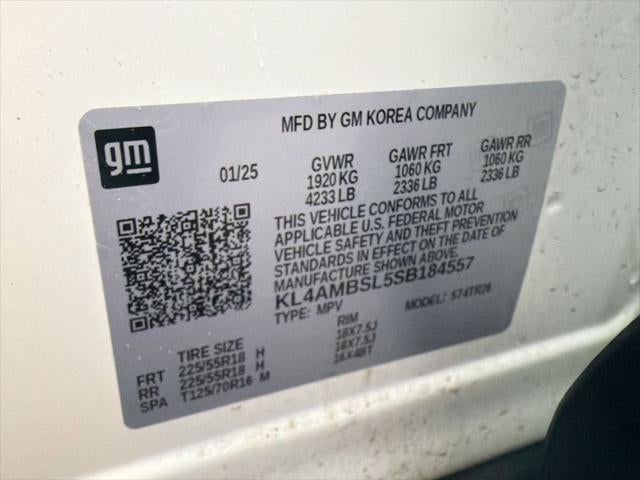 MFD BY GM KOREA COMPANY
gm
01/25
GVWR GAWR FRT GAWR RR
1920 KG 1060 KG 1060 KG
4233 LB 2336 LB 2336 LB
THIS VEHICLE CONFORMS TO ALL
APPLICABLE U.S. FEDERAL MOTOR
VEHICLE SAFETY AND THEFT PREVENTION
STANDARDS IN EFFECT ON THE DATE OF
MANUFACTURE SHOWN ABOVE.
KL4AMBSL5SB184557
TYPE: MPV MODEL: 574TR26
TIRE SIZE RIM
FRT 225/55R18 H 18X7.5J
RR 225/55R18 H 18X7.5J
SPA T125/70R16 M 16X4BT